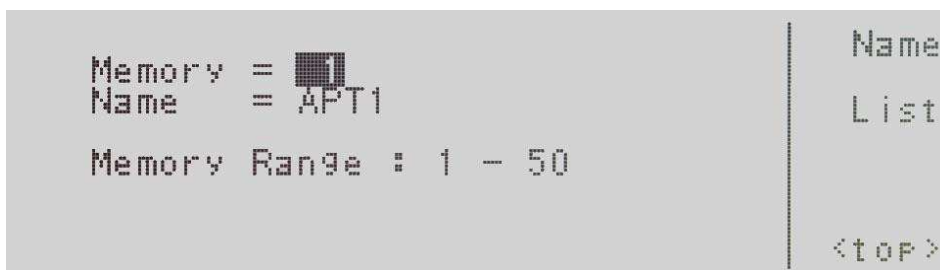 Memory = 1
Name = APT1
Memory Range : 1 - 50
Name
List
<top>